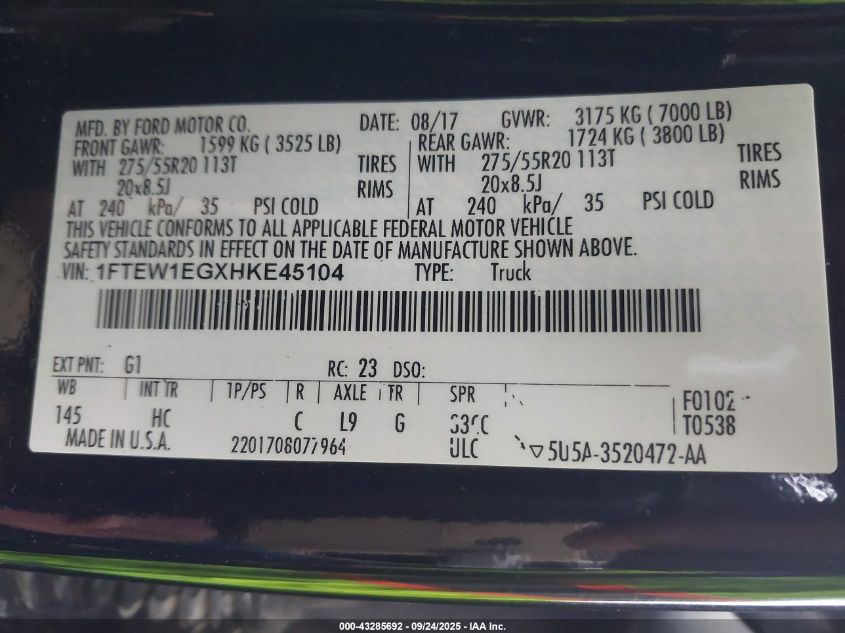 MFD. BY FORD MOTOR CO. DATE: 08/17 GVWR: 3175 KG ( 7000 LB)
FRONT GAWR: 1599 KG ( 3525 LB) REAR GAWR: 1724 KG ( 3800 LB)
WITH 275/55R20 113T TIRES WITH 275/55R20 113T TIRES
20x8.5J RIMS 20x8.5J RIMS
AT 240 kPa/ 35 PSI COLD AT 240 kPa/ 35 PSI COLD
THIS VEHICLE CONFORMS TO ALL APPLICABLE FEDERAL MOTOR VEHICLE
SAFETY STANDARDS IN EFFECT ON THE DATE OF MANUFACTURE SHOWN ABOVE.
VIN: 1FTEW1EGXHKE45104 TYPE: Truck
EXT PNT: G1 RC: 23 DSO:
WB INT TR TP/PS R AXLE TR SPR F0102
145 HC C L9 G T0538
MADE IN U.S.A. 2201708077964 ULC ▽5U5A-3520472-AA
000-43285692 - 09/24/2025 - IAA Inc.